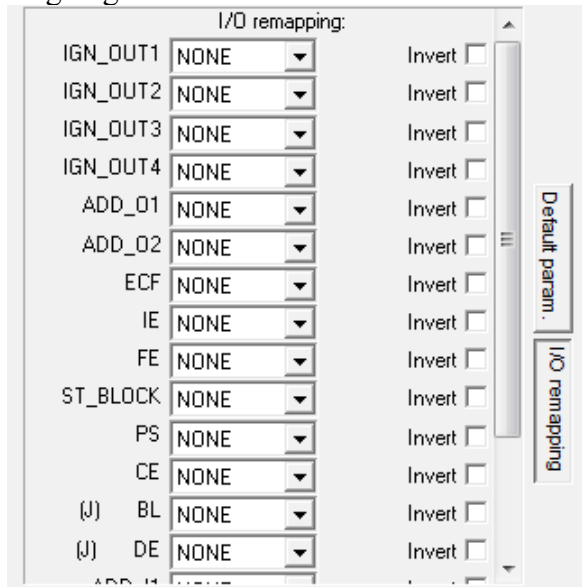 I/O remapping:
IGN_OUT1 NONE Invert
IGN_OUT2 NONE Invert
IGN_OUT3 NONE Invert
IGN_OUT4 NONE Invert
ADD_O1 NONE Invert
ADD_O2 NONE Invert
ECF NONE Invert
IE NONE Invert
FE NONE Invert
ST_BLOCK NONE Invert
PS NONE Invert
CE NONE Invert
(J) BL NONE Invert
(J) DE NONE Invert
Default param.
I/O remapping